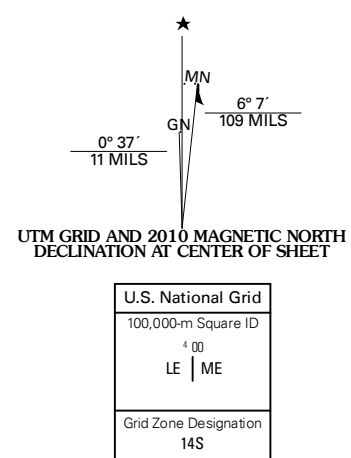 ★
MN
GN
6° 7´
109 MILS
0° 37´
11 MILS
UTM GRID AND 2010 MAGNETIC NORTH
DECLINATION AT CENTER OF SHEET
U.S. National Grid
100,000-m Square ID
4 00
LE | ME
Grid Zone Designation
14S